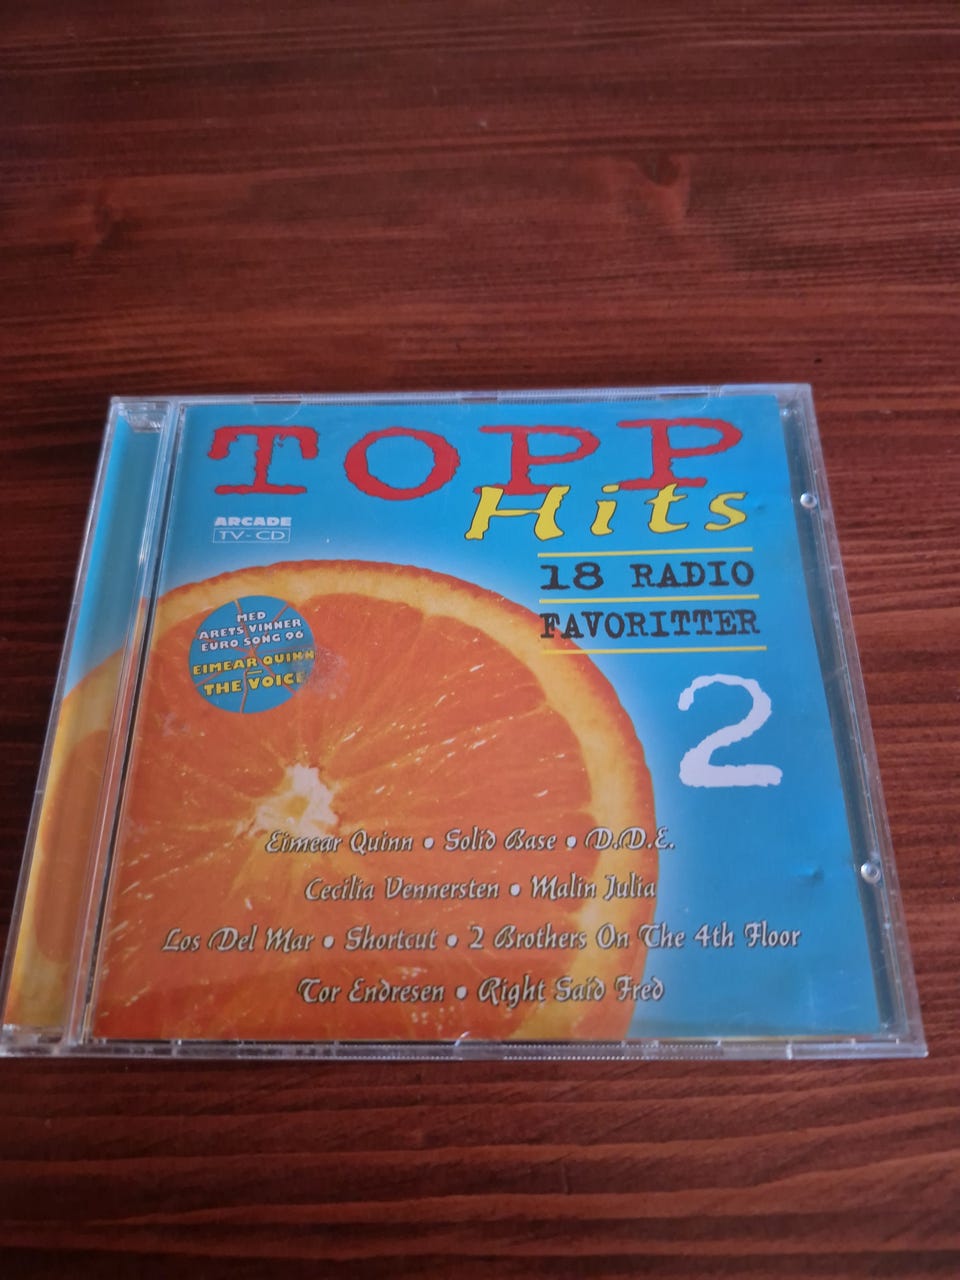 TOPP
Hits
ARCADE
TV-CD
18 RADIO
FAVORITTER
MED
ARETS VINNER
EURO SONG 96
EIMEAR QUINN
THE VOICE
2
Eimear Quinn • Solid Base • D.D.E.
Cecilia Vennersten • Malin Julia
Los Del Mar • Shortcut • 2 Brothers On The 4th Floor
Tor Endresen • Right Said Fred